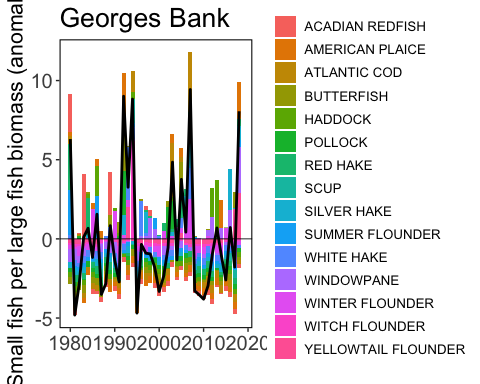 Georges Bank
Small fish per large fish biomass (anomal
10
5
0
-5
1980 1990 2000 2010 202
ACADIAN REDFISH
AMERICAN PLAICE
ATLANTIC COD
BUTTERFISH
HADDOCK
POLLOCK
RED HAKE
SCUP
SILVER HAKE
SUMMER FLOUNDER
WHITE HAKE
WINDOWPANE
WINTER FLOUNDER
WITCH FLOUNDER
YELLOWTAIL FLOUNDER